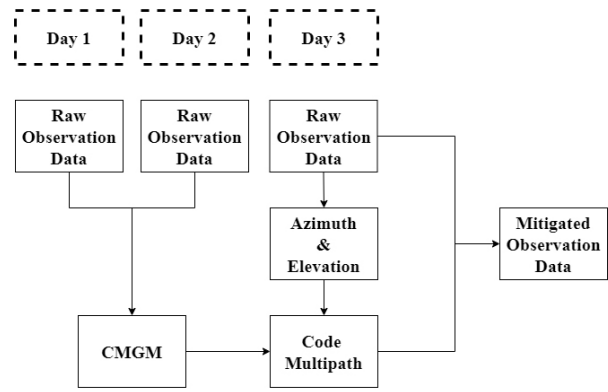 Day 1
Day 2
Day 3
Raw
Observation
Data
Raw
Observation
Data
Raw
Observation
Data
Azimuth
&
Elevation
Mitigated
Observation
Data
CMGM
Code
Multipath